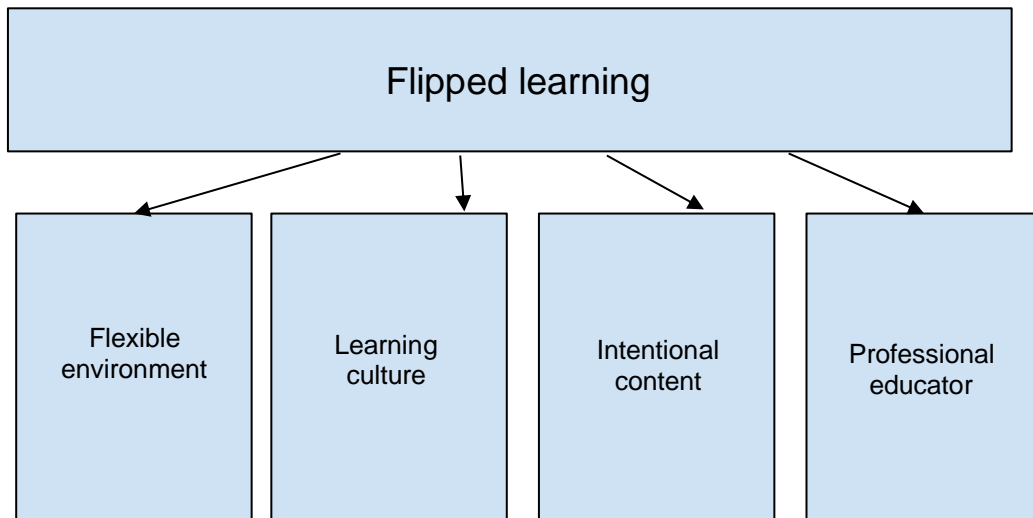 Flipped learning
Flexible
environment
Learning
culture
Intentional
content
Professional
educator